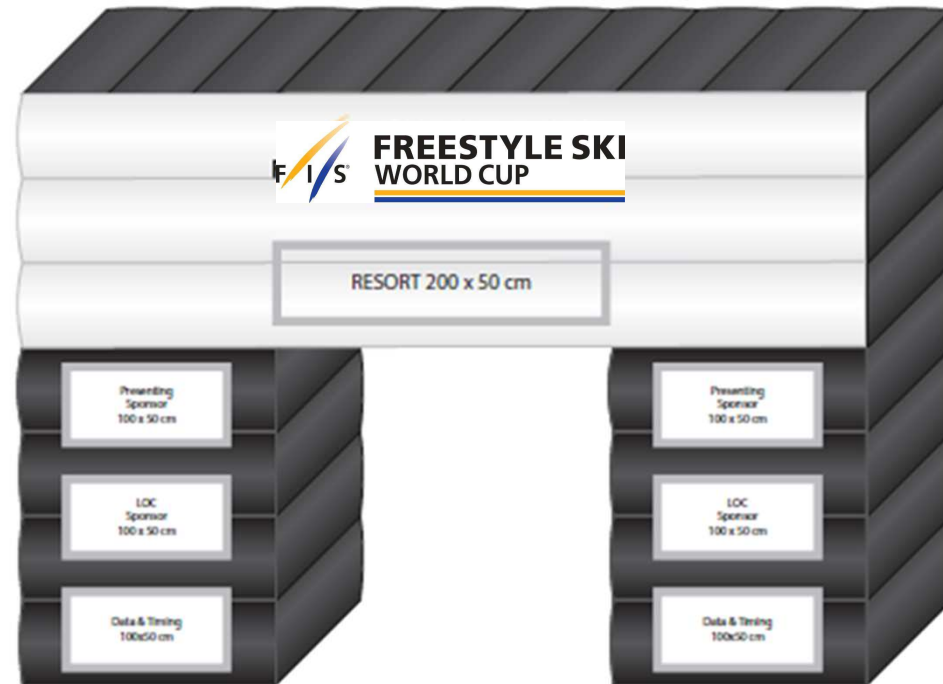 FIS® FREESTYLE SKI
WORLD CUP
RESORT 200 x 50 cm
Presenting
Sponsor
100 x 50 cm
Presenting
Sponsor
100 x 50 cm
LOC
Sponsor
100 x 50 cm
LOC
Sponsor
100 x 50 cm
Data & Timing
100x50 cm
Data & Timing
100x50 cm